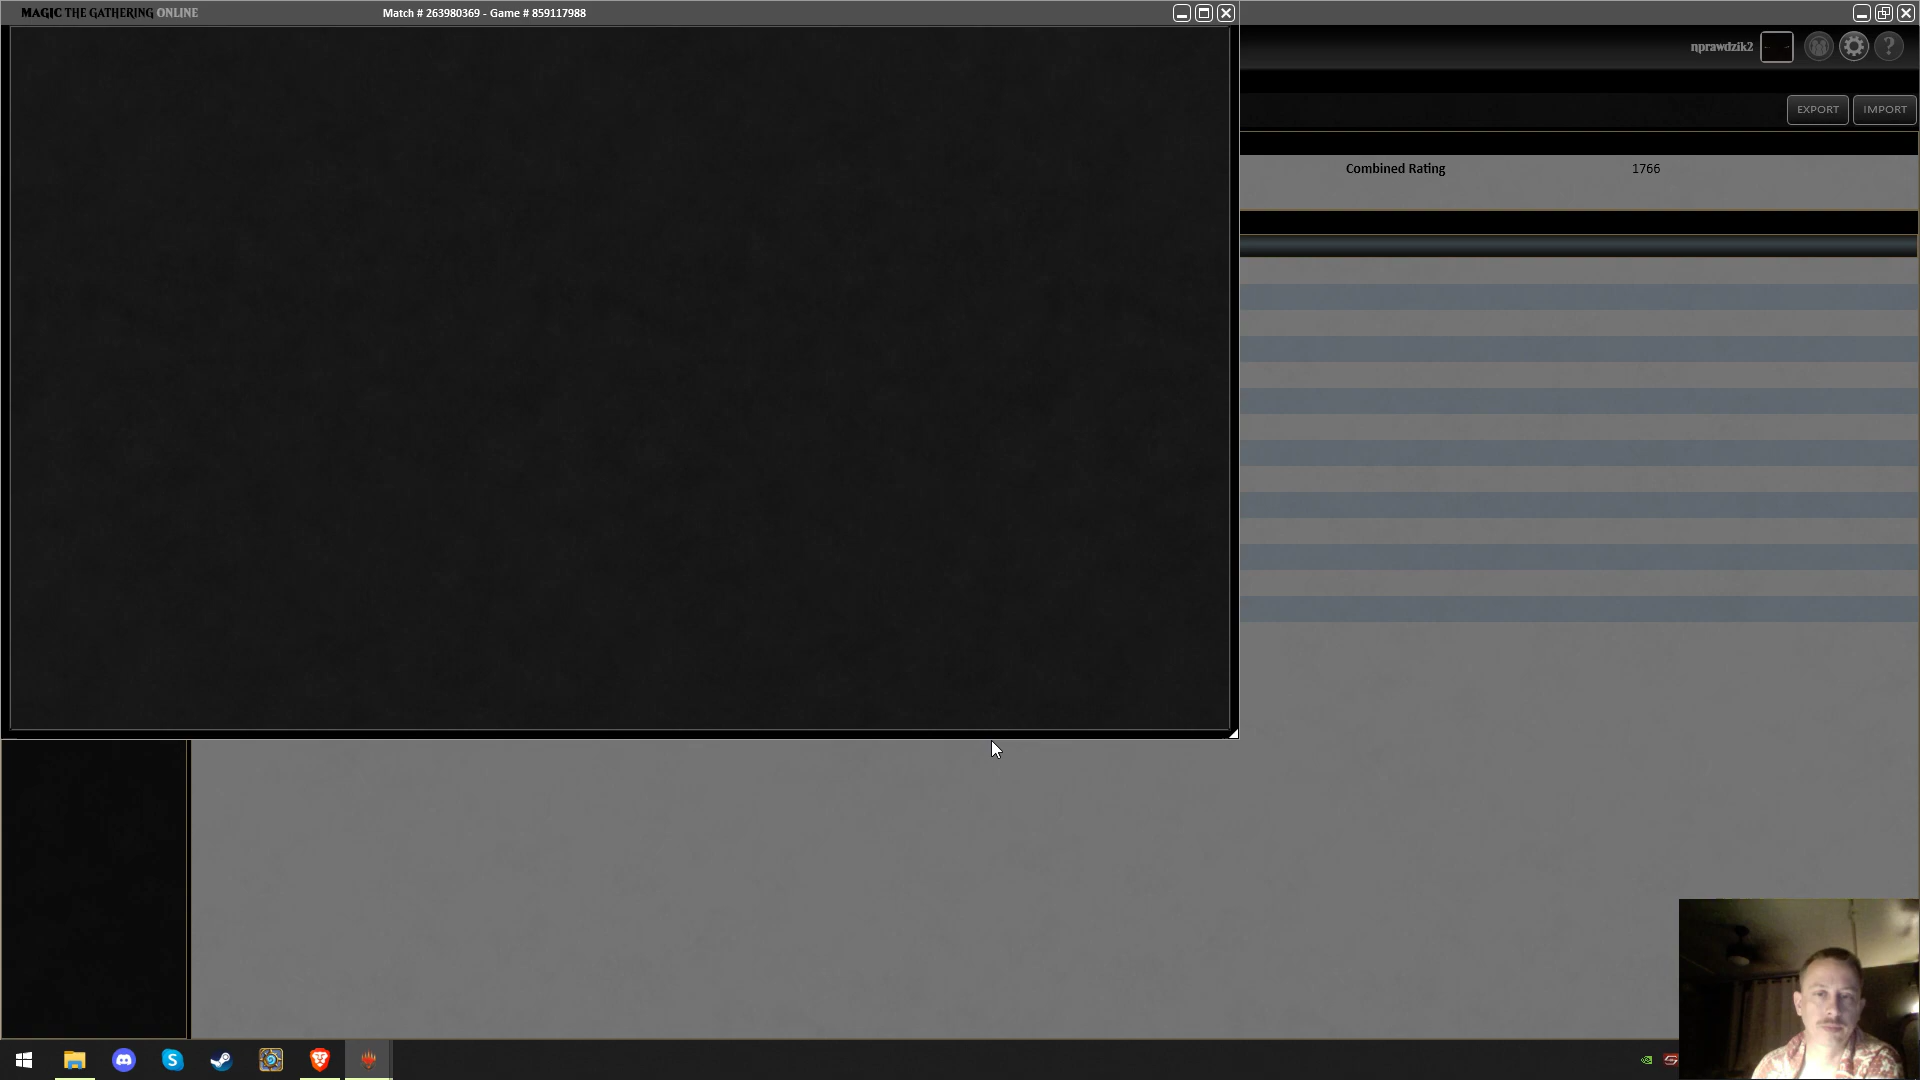 MAGIC THE GATHERING ONLINE
Match # 263980369 - Game # 859117988
nprawdzik2
?
EXPORT
IMPORT
Combined Rating
1766